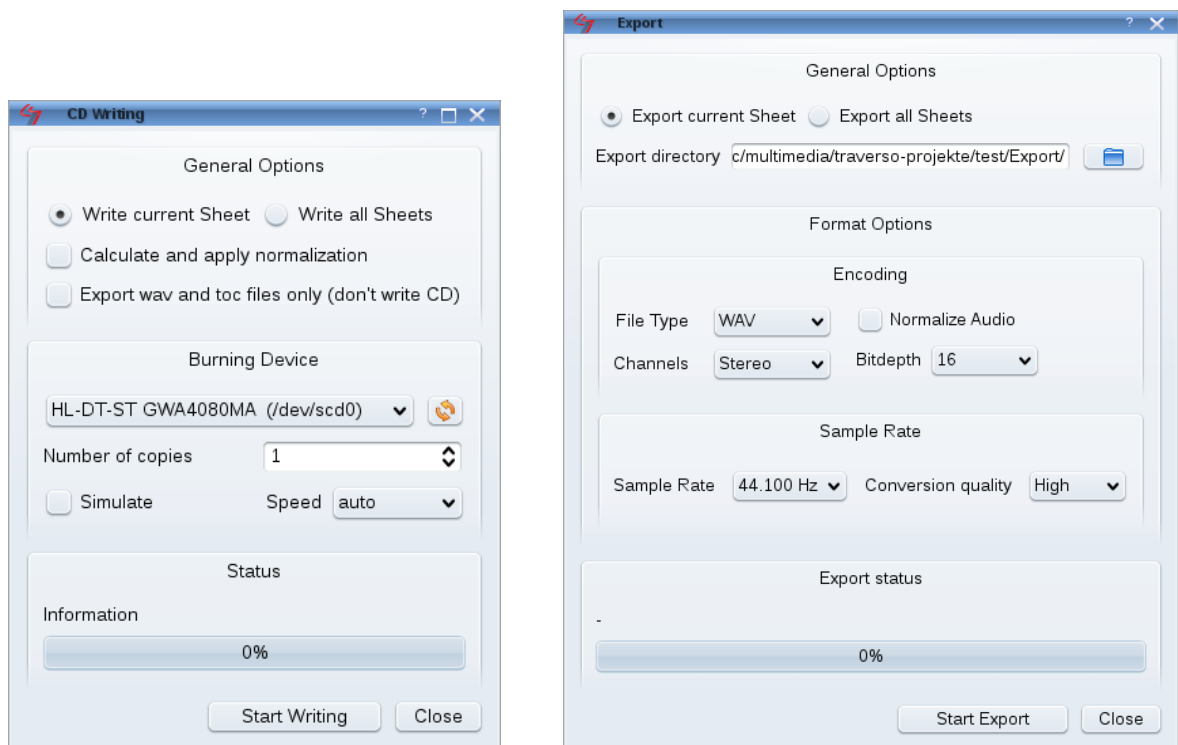 CD Writing ?
General Options
Write current Sheet Write all Sheets
Calculate and apply normalization
Export wav and toc files only (don't write CD)
Burning Device
HL-DT-ST GWA4080MA (/dev/scd0)
Number of copies 1
Simulate Speed auto
Status
Information
0%
Start Writing Close
Export ?
General Options
Export current Sheet Export all Sheets
Export directory c/multimedia/traverso-projekte/test/Export/
Format Options
Encoding
File Type WAV Normalize Audio
Channels Stereo Bitdepth 16
Sample Rate
Sample Rate 44.100 Hz Conversion quality High
Export status
-
0%
Start Export Close